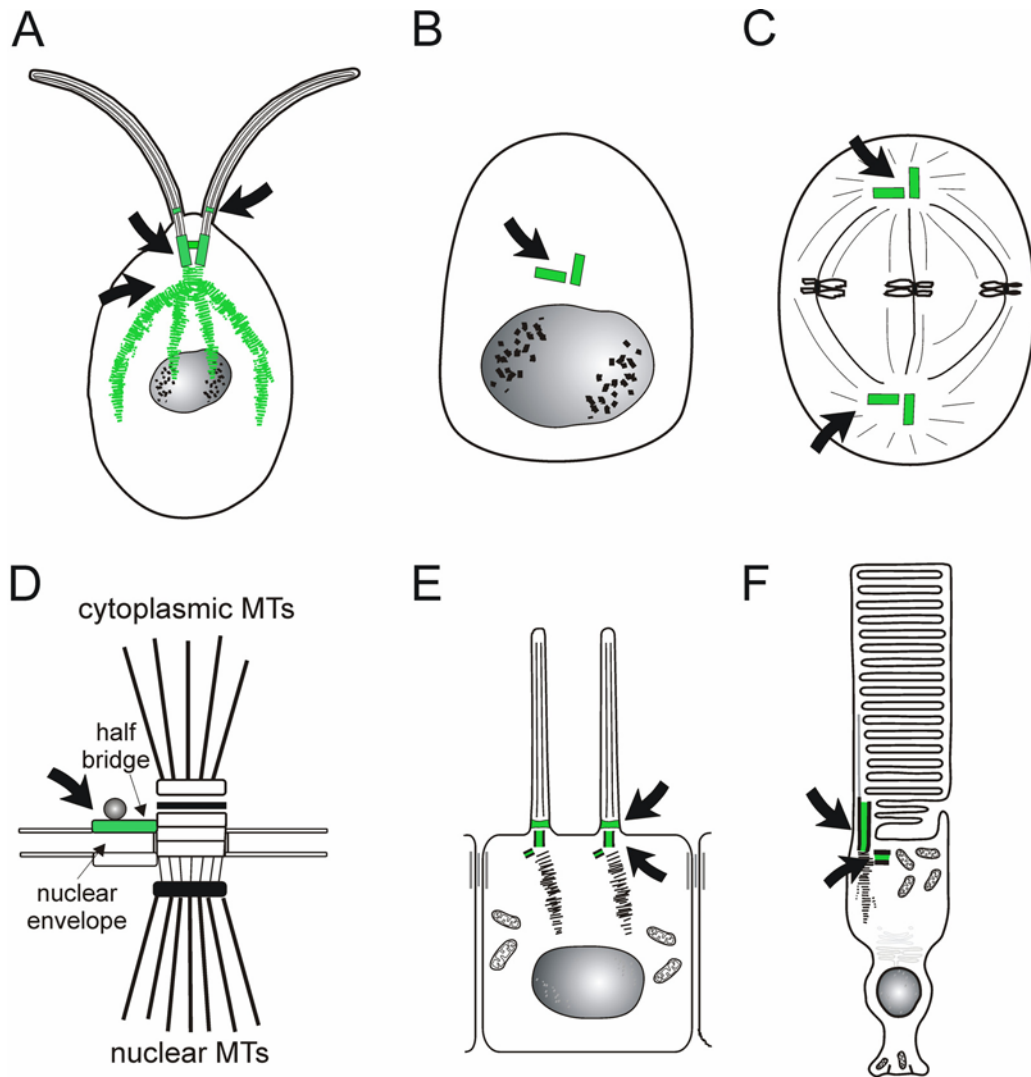 A
B
C
D
cytoplasmic MTs
half
bridge
nuclear
envelope
nuclear MTs
E
F